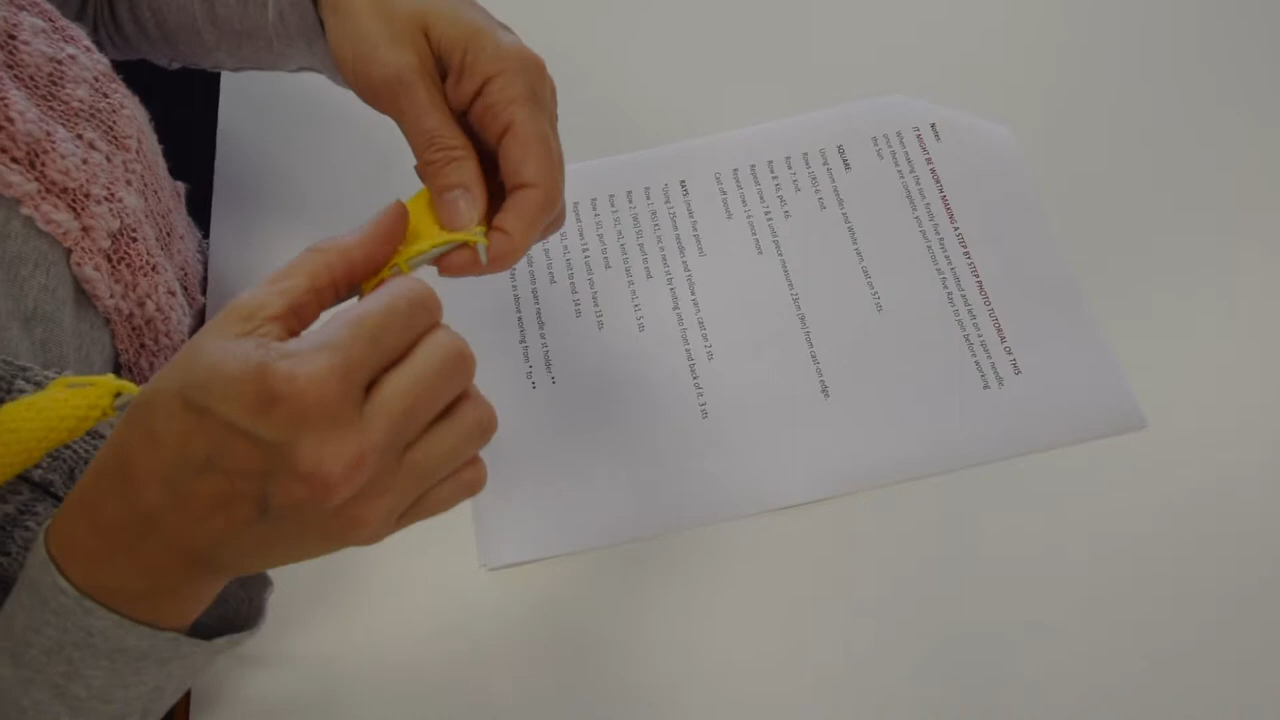 Notes:
IT MIGHT BE WORTH MAKING A STEP BY STEP PHOTO TUTORIAL OF THIS
When making the sun, firstly five Rays are knitted and left on a spare needle,
once these are complete, you purl across all five Rays to join before working
the Sun.
SQUARE:
Using 4mm needles and White yarn, cast on 57 sts.
Rows 1(RS)-6: Knit.
Row 7: Knit.
Row 8: K6, p45, k6.
Repeat rows 7 & 8 until piece measures 23cm (9in) from cast-on edge.
Repeat rows 1-6 once more
Cast off loosely.
RAYS: (make five pieces)
*Using 3.25mm needles and Yellow yarn, cast on 2 sts.
Row 1: (RS) K1, inc in next st by kniting into front and back of it. 3 sts
Row 2: (WS) Sl1, purl to end.
Row 3: Sl1, m1, knit to last st, m1, k1. 5 sts
Row 4: Sl1, purl to end.
Repeat rows 3 & 4 until you have 13 sts.
Sl1, m1, knit to end. 14 sts
purl to end.
onto spare needle or st holder.**
Rays as above working from * to **